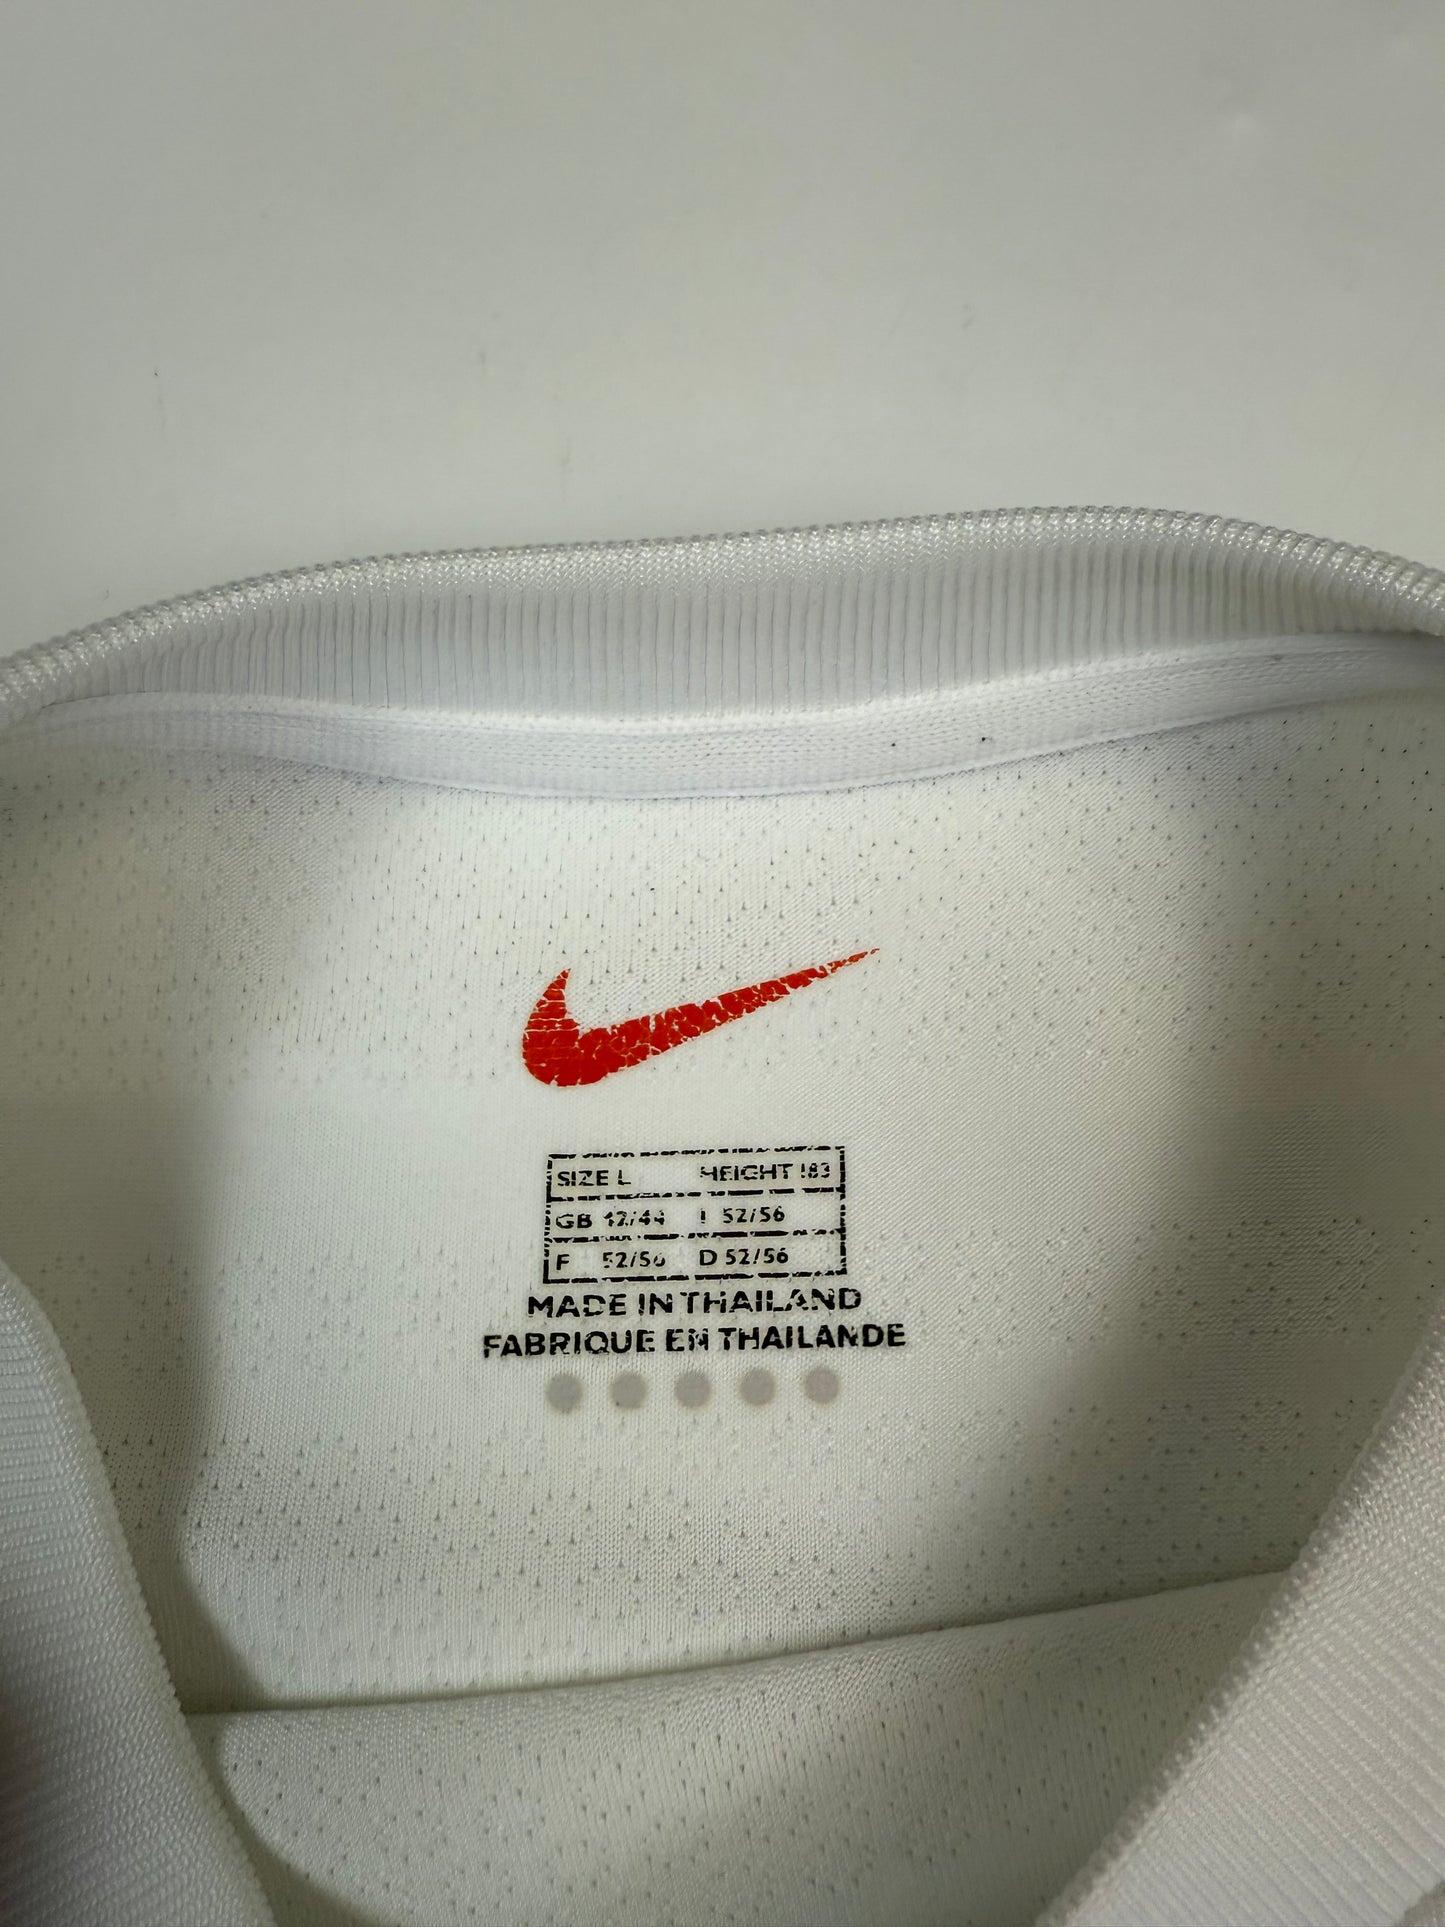 SIZE L HEIGHT 183
GB 42/44 I 52/56
F 52/56 D 52/56
MADE IN THAILAND
FABRIQUE EN THAILANDE